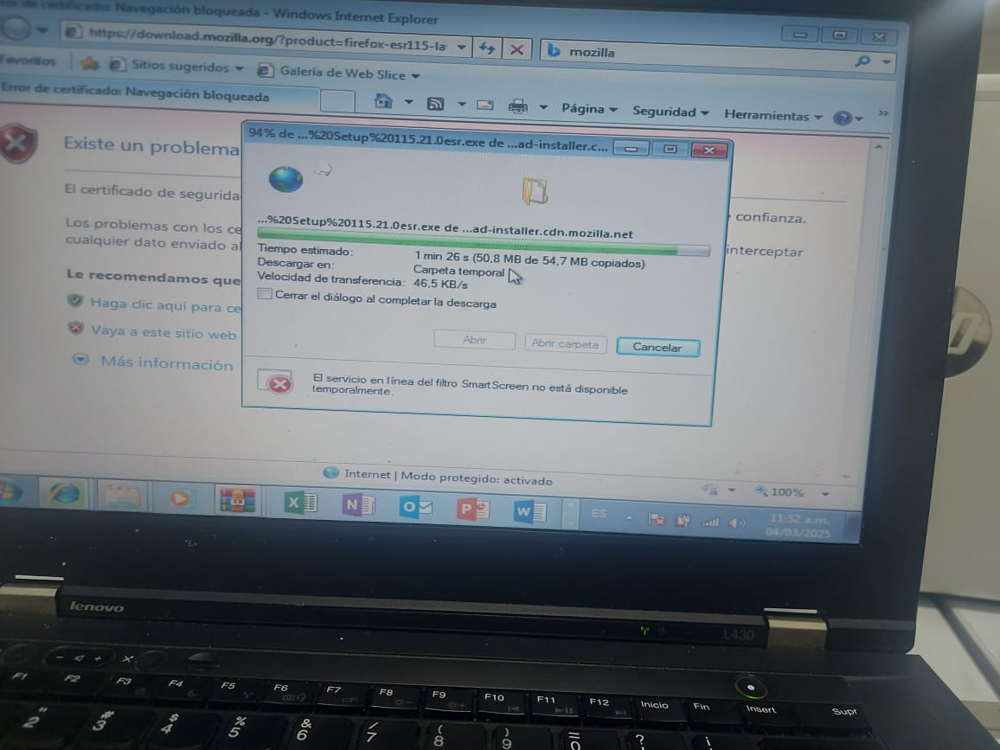 de certificado: Navegación bloqueada - Windows Internet Explorer
https://download.mozilla.org/?product=firefox-esr115-la
mozilla
Favoritos
Sitios sugeridos
Galería de Web Slice
Error de certificado: Navegación bloqueada
Página
Seguridad
Herramientas
»
Existe un problema
El certificado de segurida
confianza.
Los problemas con los ce
interceptar
cualquier dato enviado al
Le recomendamos que
Haga clic aquí para ce
Vaya a este sitio web
Más información
94% de ...%20Setup%20115.21.0esr.exe de ...ad-installer.c...
...%20Setup%20115.21.0esr.exe de ...ad-installer.cdn.mozilla.net
Tiempo estimado: 1 min 26 s (50,8 MB de 54,7 MB copiados)
Descargar en: Carpeta temporal
Velocidad de transferencia: 46,5 KB/s
Cerrar el diálogo al completar la descarga
Abrir
Abrir carpeta
Cancelar
El servicio en línea del filtro SmartScreen no está disponible
temporalmente.
Internet | Modo protegido: activado
100%
X
N
O
P
W
ES
11:52 a.m.
04/03/2025
lenovo
L430
F1 F2 F3 F4 F5 F6 F7 F8 F9 F10 F11 F12 Inicio Fin Insert Supr
" # $ % & / ( ) = ? ¡
2 3 4 5 6 7 8 9 0